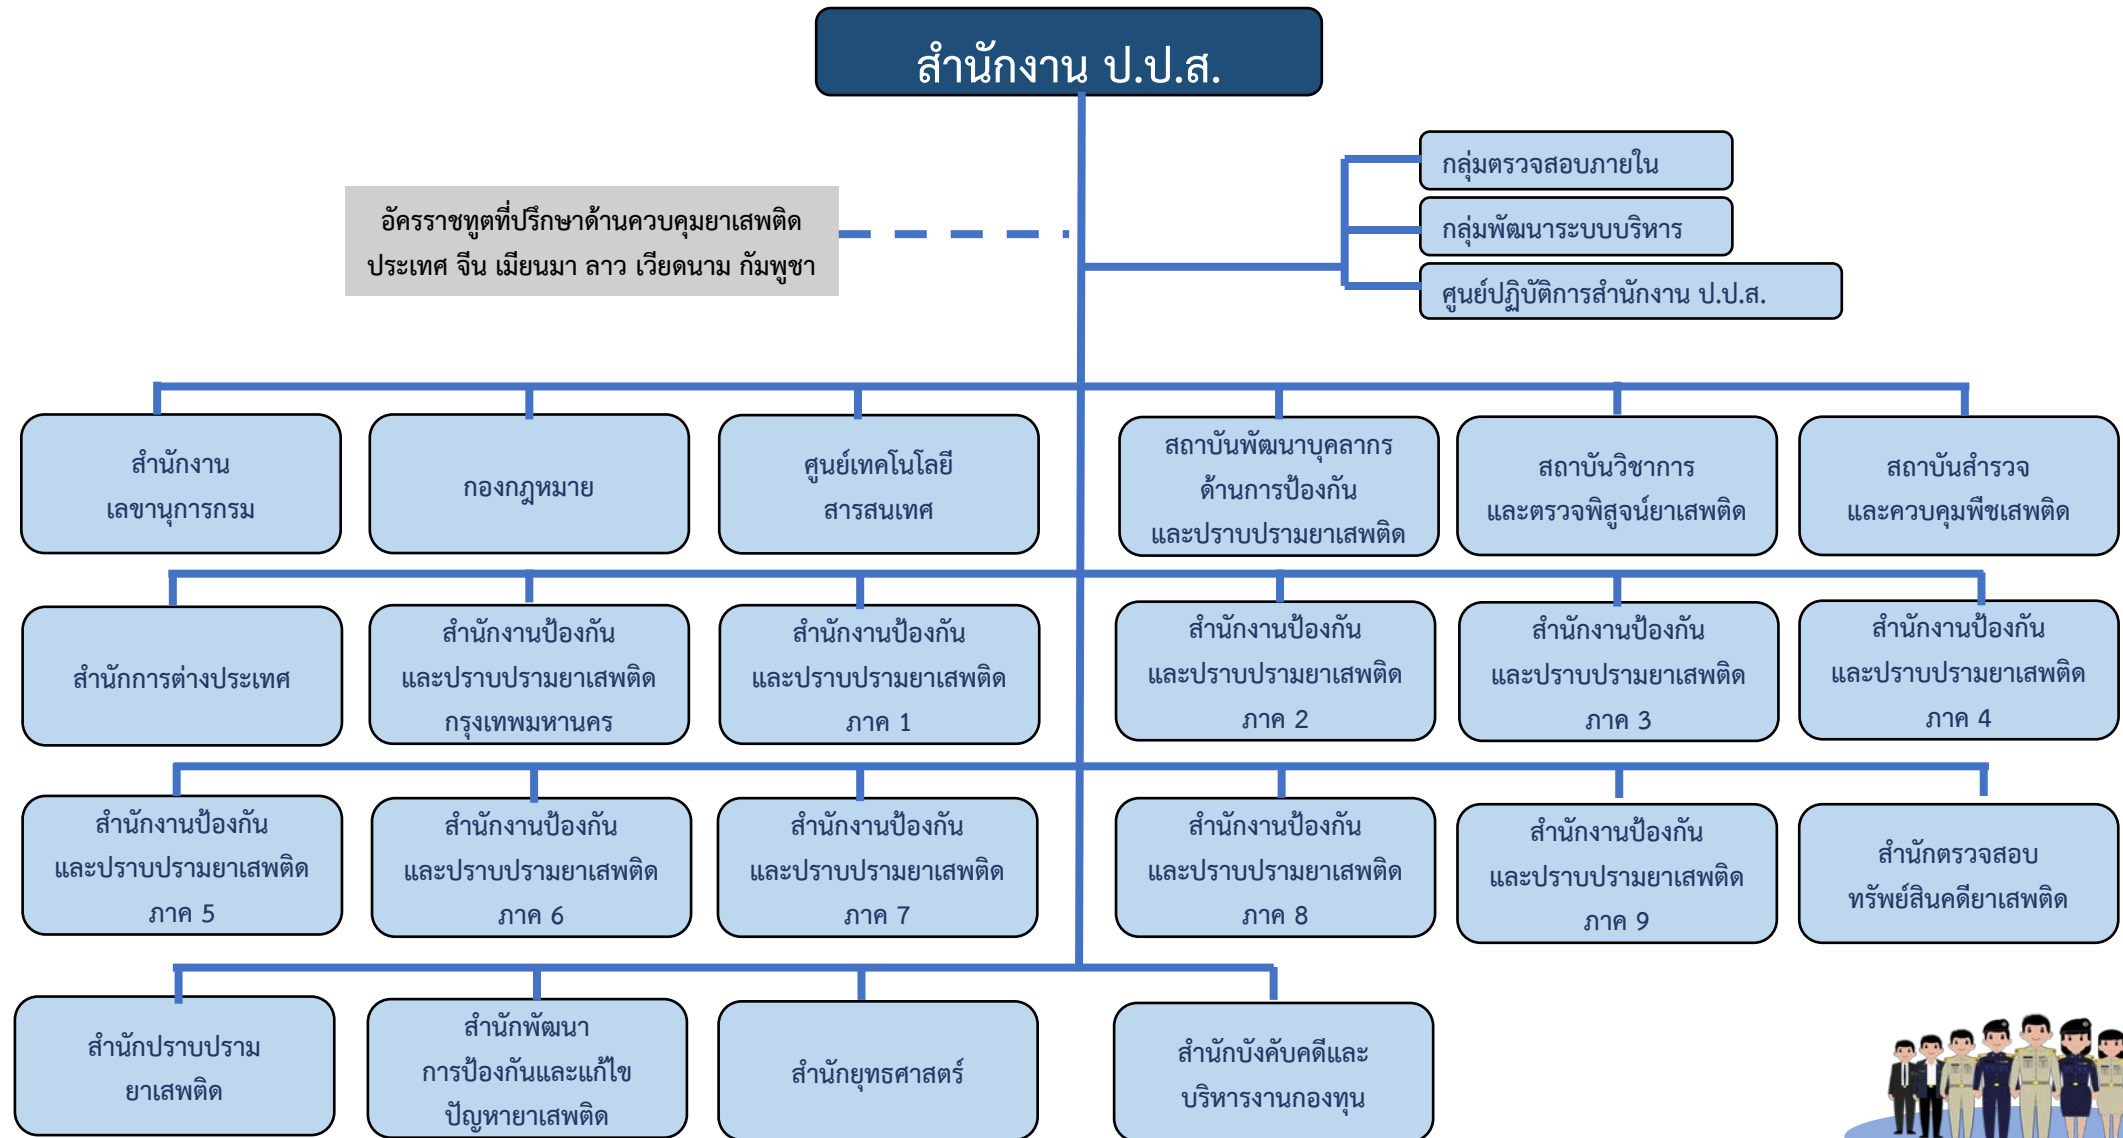 สำนักงาน ป.ป.ส.
กลุ่มตรวจสอบภายใน
กลุ่มพัฒนาระบบบริหาร
ศูนย์ปฏิบัติการสำนักงาน ป.ป.ส.
อัครราชทูตที่ปรึกษาด้านควบคุมยาเสพติด
ประเทศ จีน เมียนมา ลาว เวียดนาม กัมพูชา
สำนักงาน
เลขานุการกรม
กองกฎหมาย
ศูนย์เทคโนโลยี
สารสนเทศ
สถาบันพัฒนาบุคลากร
ด้านการป้องกัน
และปราบปรามยาเสพติด
สถาบันวิชาการ
และตรวจพิสูจน์ยาเสพติด
สถาบันสำรวจ
และควบคุมพืชเสพติด
สำนักการต่างประเทศ
สำนักงานป้องกัน
และปราบปรามยาเสพติด
กรุงเทพมหานคร
สำนักงานป้องกัน
และปราบปรามยาเสพติด
ภาค 1
สำนักงานป้องกัน
และปราบปรามยาเสพติด
ภาค 2
สำนักงานป้องกัน
และปราบปรามยาเสพติด
ภาค 3
สำนักงานป้องกัน
และปราบปรามยาเสพติด
ภาค 4
สำนักงานป้องกัน
และปราบปรามยาเสพติด
ภาค 5
สำนักงานป้องกัน
และปราบปรามยาเสพติด
ภาค 6
สำนักงานป้องกัน
และปราบปรามยาเสพติด
ภาค 7
สำนักงานป้องกัน
และปราบปรามยาเสพติด
ภาค 8
สำนักงานป้องกัน
และปราบปรามยาเสพติด
ภาค 9
สำนักตรวจสอบ
ทรัพย์สินคดียาเสพติด
สำนักปราบปราม
ยาเสพติด
สำนักพัฒนา
การป้องกันและแก้ไข
ปัญหายาเสพติด
สำนักยุทธศาสตร์
สำนักบังคับคดีและ
บริหารงานกองทุน